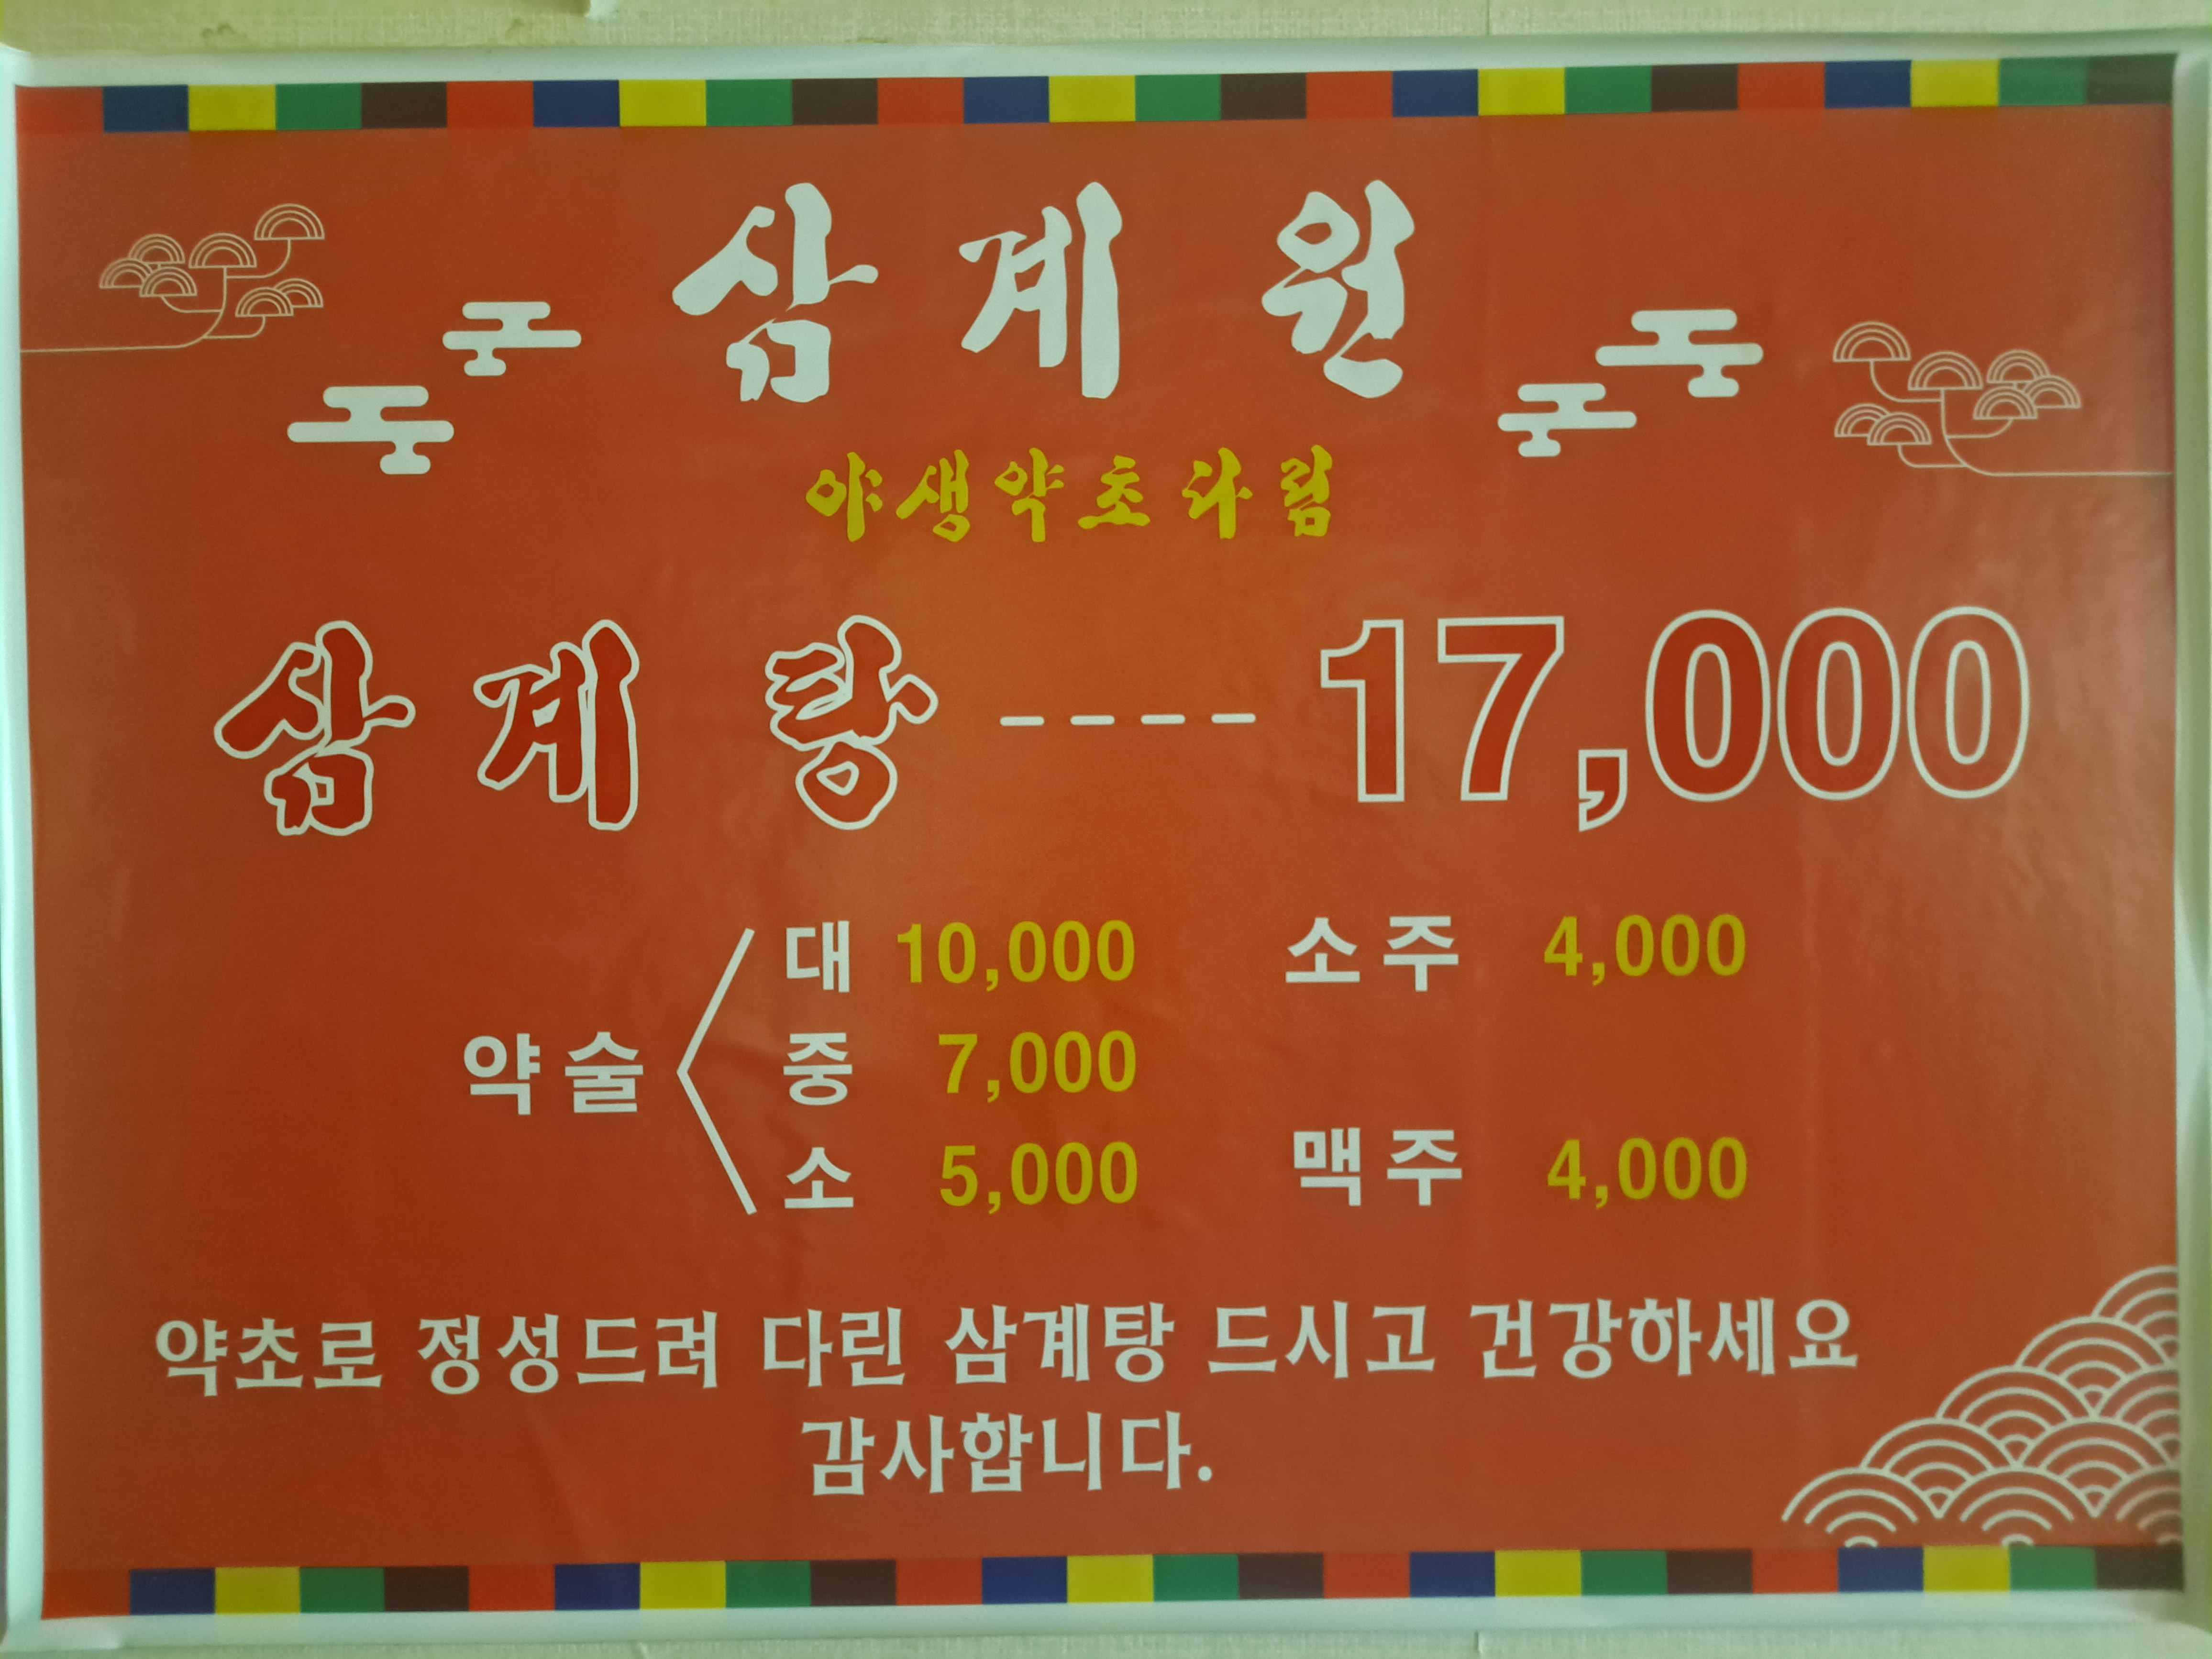 삼계원
야생약초다림
삼계탕 ---- 17,000
약술
대 10,000
중 7,000
소 5,000
소주 4,000
맥주 4,000
약초로 정성드려 다린 삼계탕 드시고 건강하세요
감사합니다.